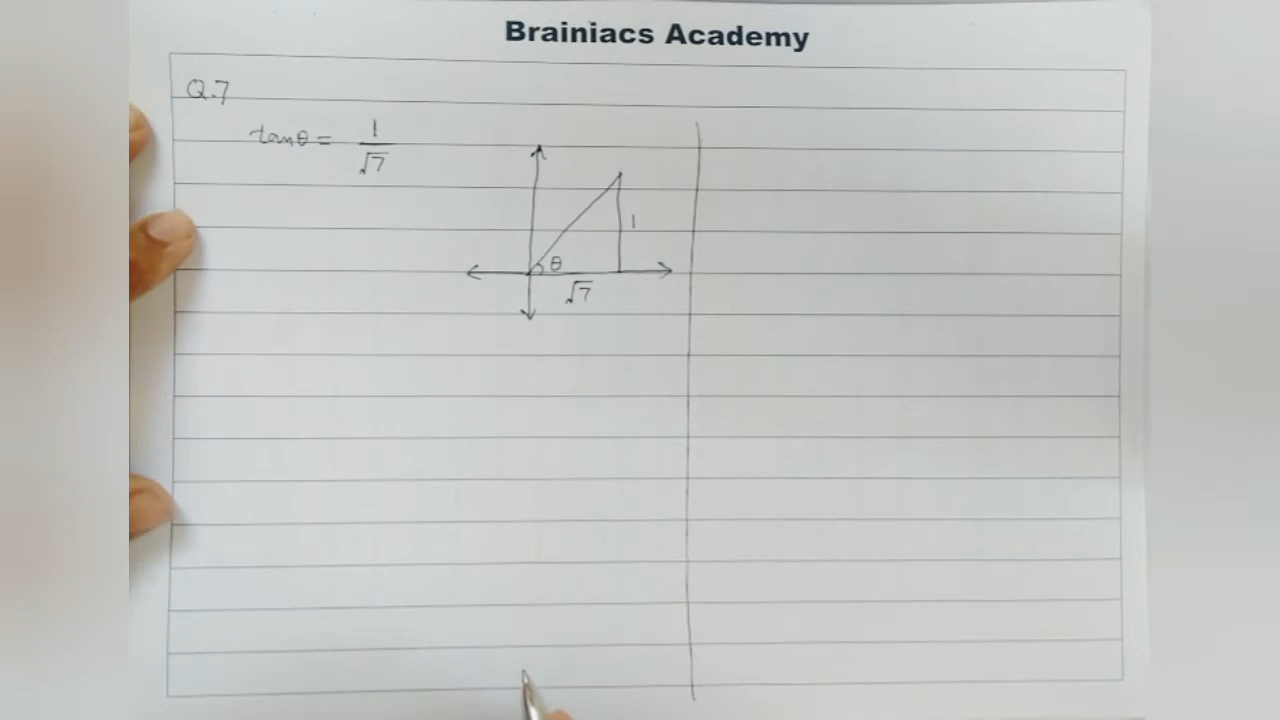 Brainiacs Academy
Q.7
tanθ = 1/√7
1
θ
√7